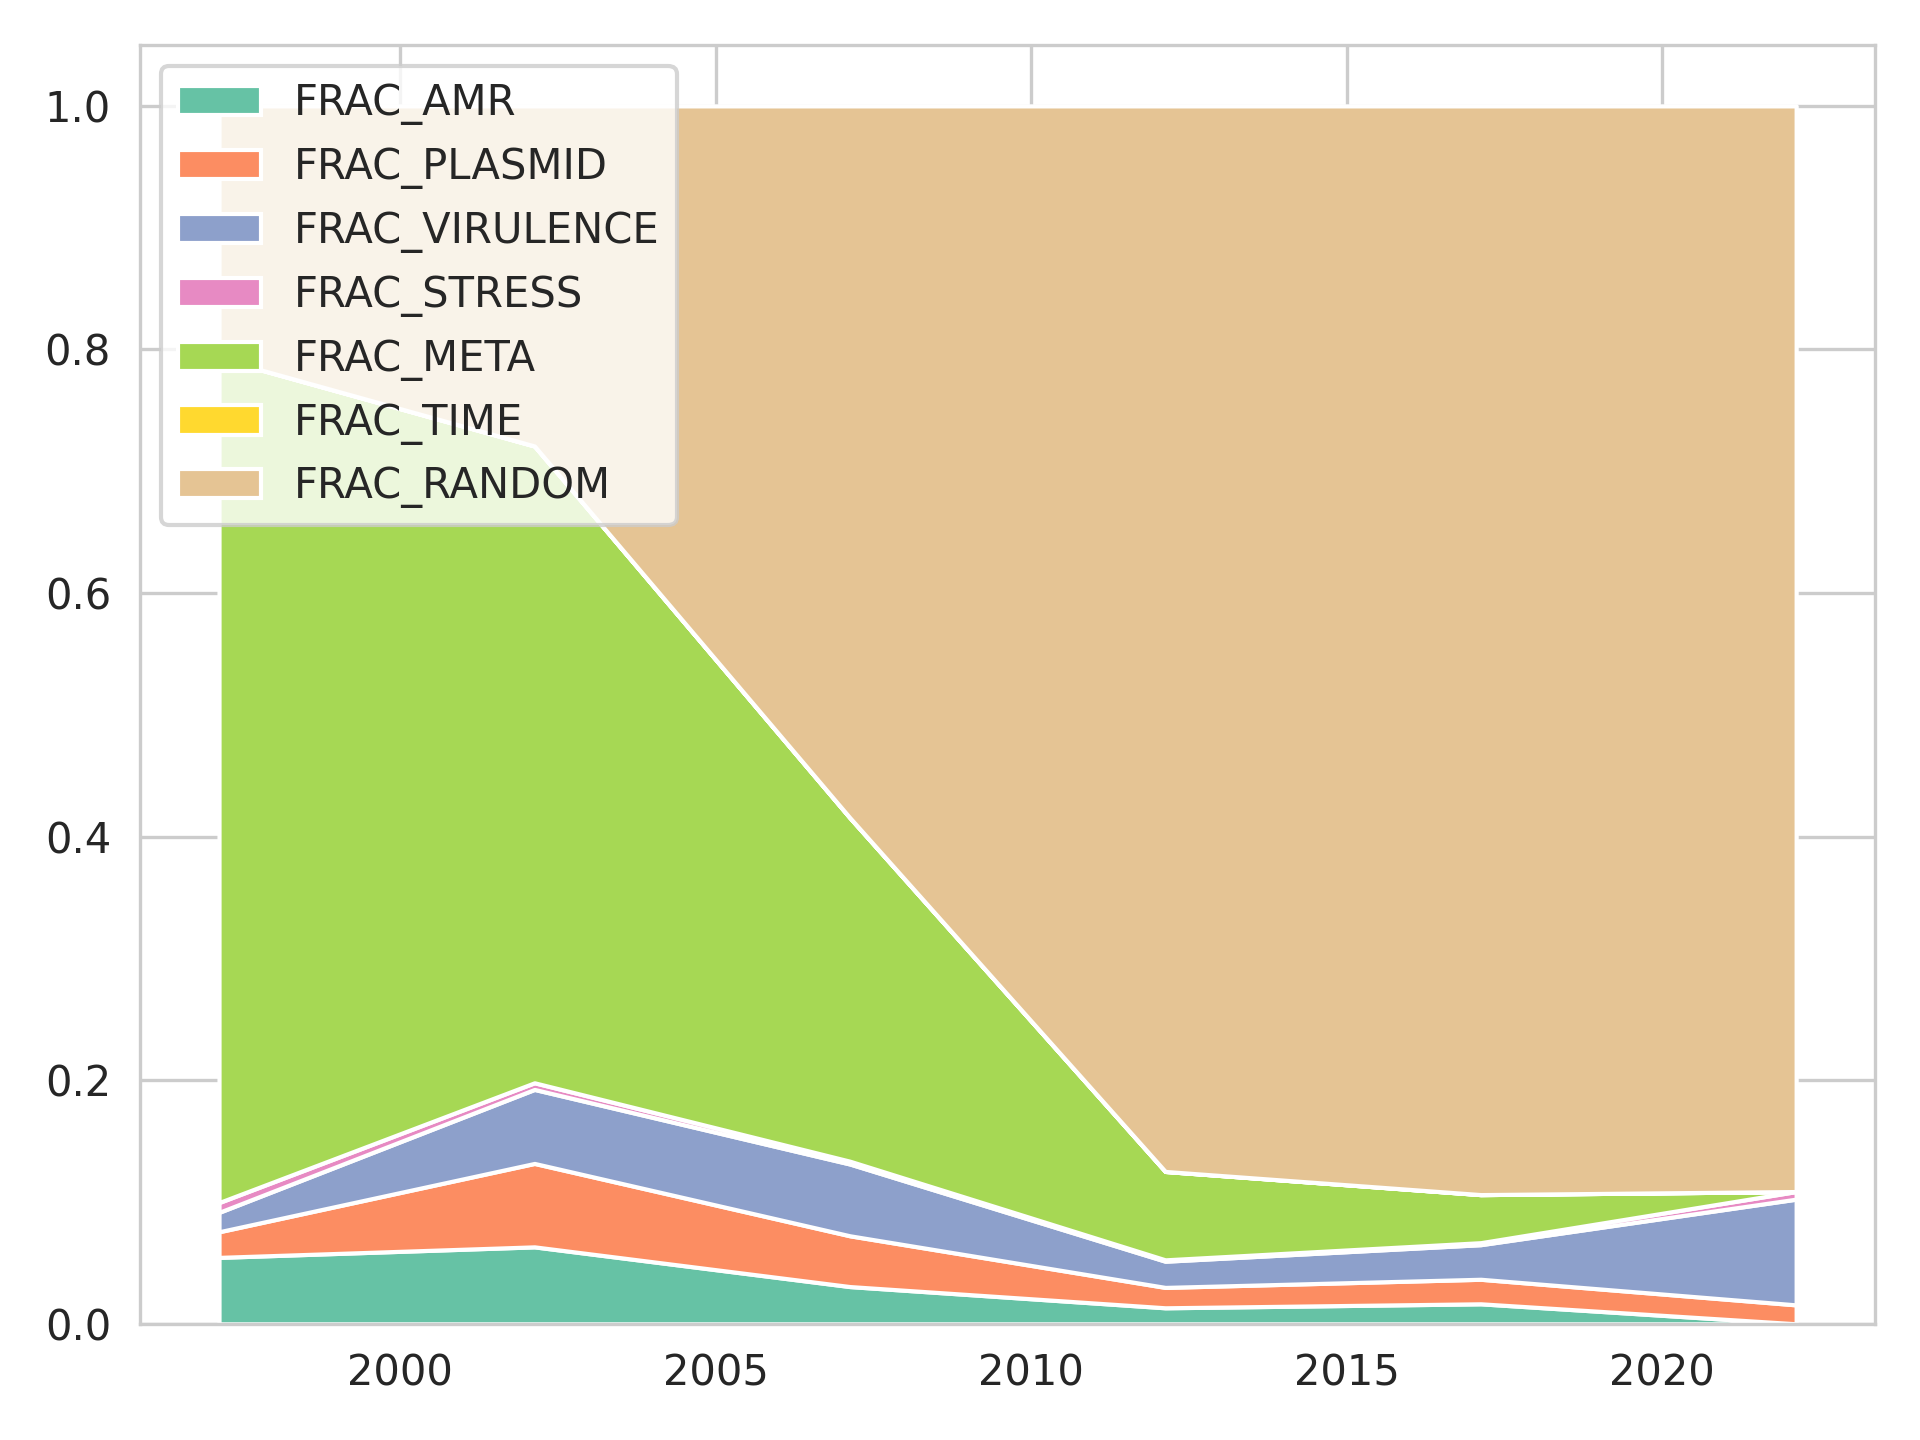 FRAC_AMR
FRAC_PLASMID
FRAC_VIRULENCE
FRAC_STRESS
FRAC_META
FRAC_TIME
FRAC_RANDOM
1.0
0.8
0.6
0.4
0.2
0.0
2000 2005 2010 2015 2020